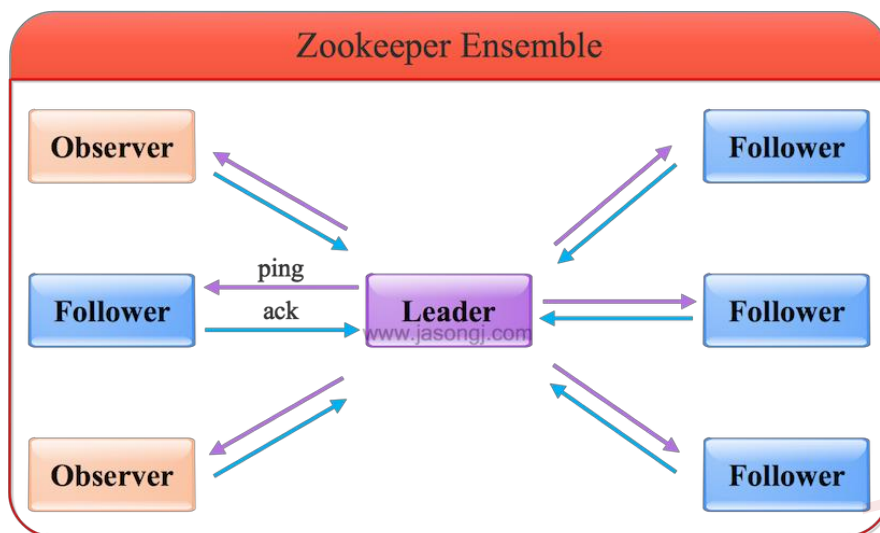 Zookeeper Ensemble
Observer
Follower
ping
Follower
ack
Leader
www.jasongj.com
Follower
Observer
Follower